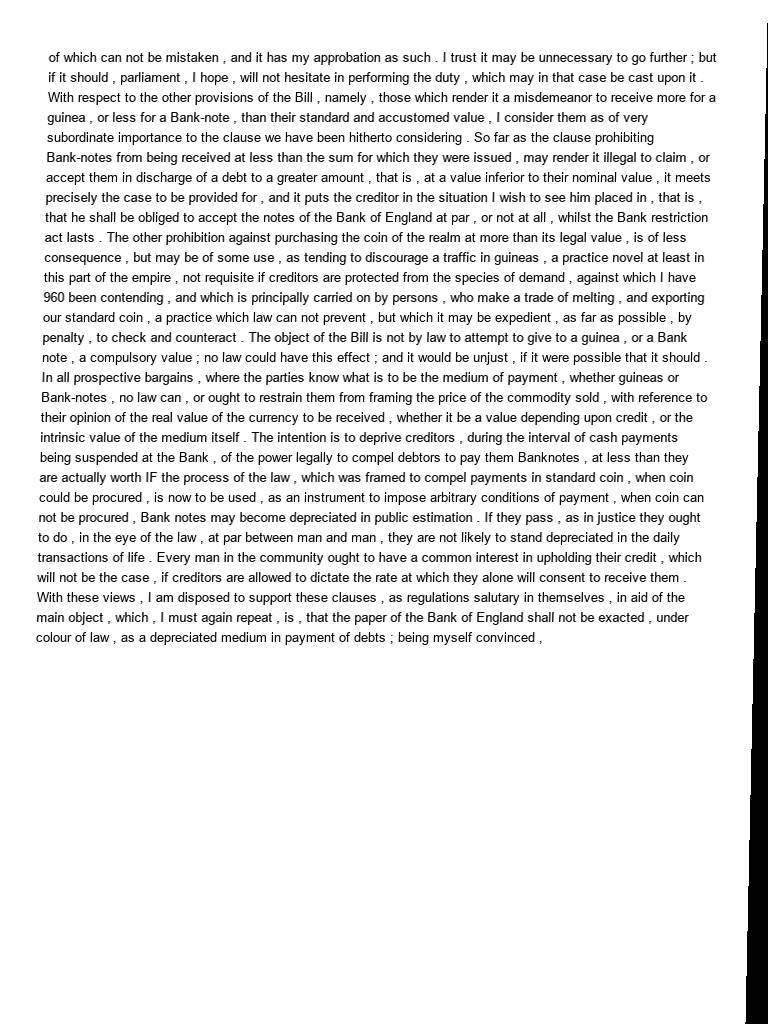 of which can not be mistaken , and it has my approbation as such . I trust it may be unnecessary to go further ; but
if it should , parliament , I hope , will not hesitate in performing the duty , which may in that case be cast upon it .
With respect to the other provisions of the Bill , namely , those which render it a misdemeanor to receive more for a
guinea , or less for a Bank-note , than their standard and accustomed value , I consider them as of very
subordinate importance to the clause we have been hitherto considering . So far as the clause prohibiting
Bank-notes from being received at less than the sum for which they were issued , may render it illegal to claim , or
accept them in discharge of a debt to a greater amount , that is , at a value inferior to their nominal value , it meets
precisely the case to be provided for , and it puts the creditor in the situation I wish to see him placed in , that is ,
that he shall be obliged to accept the notes of the Bank of England at par , or not at all , whilst the Bank restriction
act lasts . The other prohibition against purchasing the coin of the realm at more than its legal value , is of less
consequence , but may be of some use , as tending to discourage a traffic in guineas , a practice novel at least in
this part of the empire , not requisite if creditors are protected from the species of demand , against which I have
960 been contending , and which is principally carried on by persons , who make a trade of melting , and exporting
our standard coin , a practice which law can not prevent , but which it may be expedient , as far as possible , by
penalty , to check and counteract . The object of the Bill is not by law to attempt to give to a guinea , or a Bank
note , a compulsory value ; no law could have this effect ; and it would be unjust , if it were possible that it should .
In all prospective bargains , where the parties know what is to be the medium of payment , whether guineas or
Bank-notes , no law can , or ought to restrain them from framing the price of the commodity sold , with reference to
their opinion of the real value of the currency to be received , whether it be a value depending upon credit , or the
intrinsic value of the medium itself . The intention is to deprive creditors , during the interval of cash payments
being suspended at the Bank , of the power legally to compel debtors to pay them Banknotes , at less than they
are actually worth IF the process of the law , which was framed to compel payments in standard coin , when coin
could be procured , is now to be used , as an instrument to impose arbitrary conditions of payment , when coin can
not be procured , Bank notes may become depreciated in public estimation . If they pass , as in justice they ought
to do , in the eye of the law , at par between man and man , they are not likely to stand depreciated in the daily
transactions of life . Every man in the community ought to have a common interest in upholding their credit , which
will not be the case , if creditors are allowed to dictate the rate at which they alone will consent to receive them .
With these views , I am disposed to support these clauses , as regulations salutary in themselves , in aid of the
main object , which , I must again repeat , is , that the paper of the Bank of England shall not be exacted , under
colour of law , as a depreciated medium in payment of debts ; being myself convinced ,